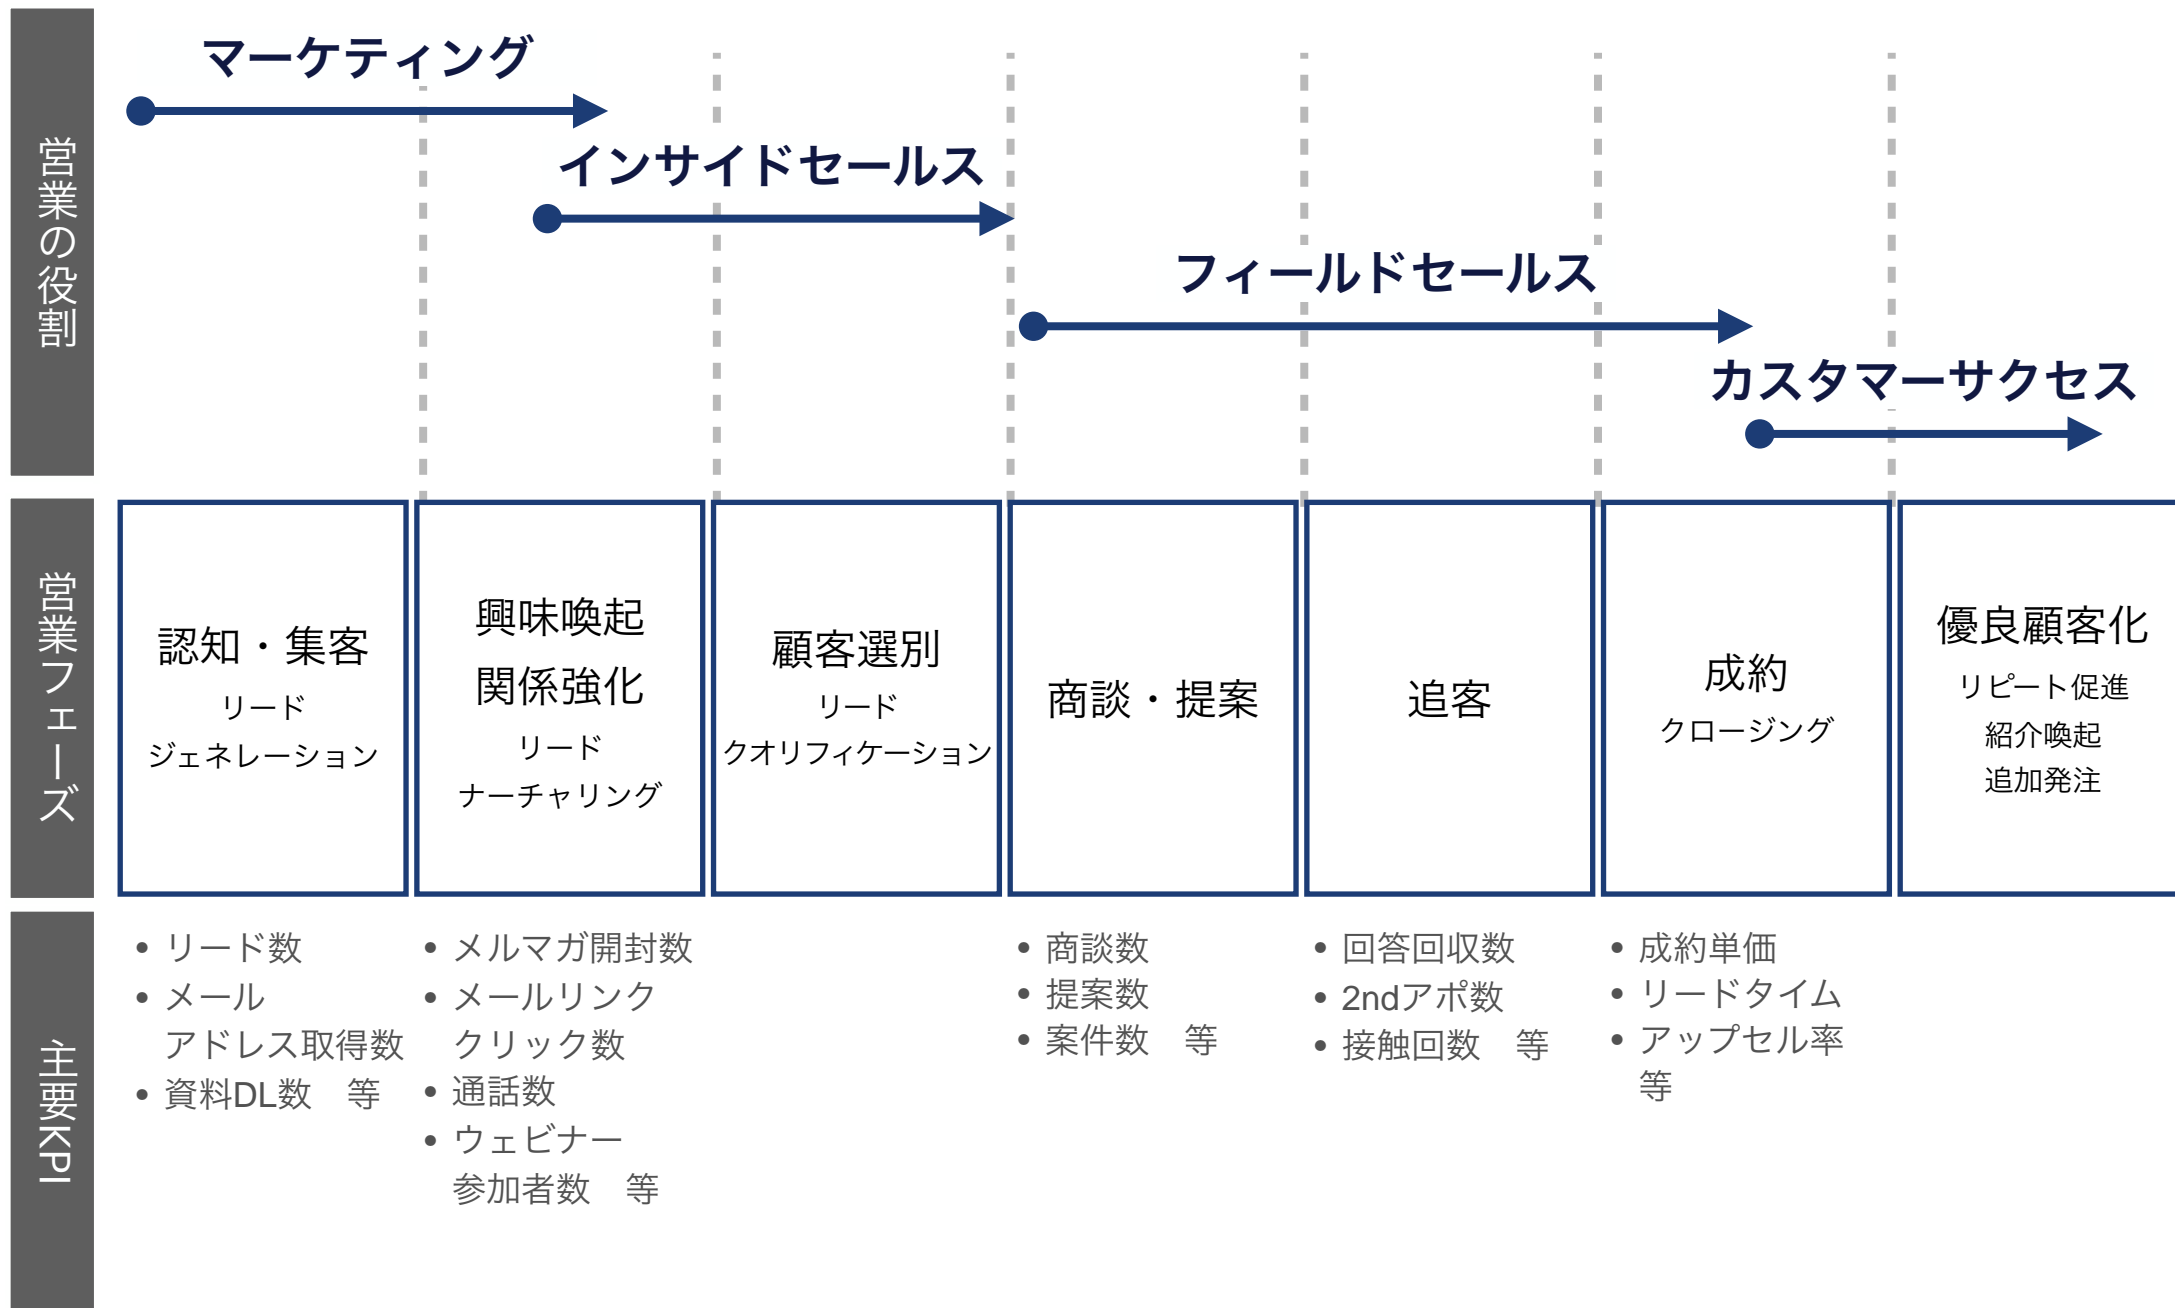 営業の役割
マーケティング
インサイドセールス
フィールドセールス
カスタマーサクセス
営業フェーズ
認知・集客
リード
ジェネレーション
興味喚起
関係強化
リード
ナーチャリング
顧客選別
リード
クオリフィケーション
商談・提案
追客
成約
クロージング
優良顧客化
リピート促進
紹介喚起
追加発注
主要KPI
• リード数
• メール
アドレス取得数
• 資料DL数　等
• メルマガ開封数
• メールリンク
クリック数
• 通話数
• ウェビナー
参加者数　等
• 商談数
• 提案数
• 案件数　等
• 回答回収数
• 2ndアポ数
• 接触回数　等
• 成約単価
• リードタイム
• アップセル率
等